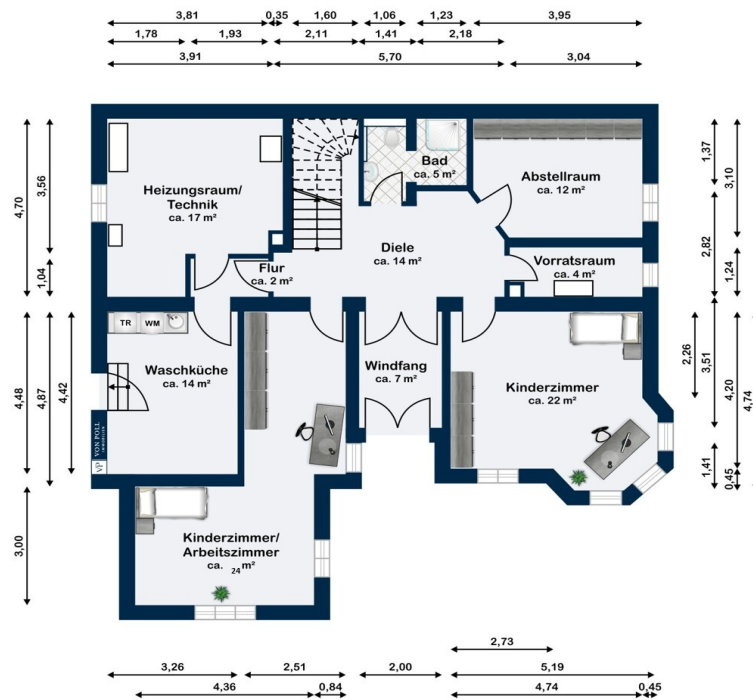 3,81 0,35 1,60 1,06 1,23 3,95
1,78 1,93 2,11 1,41 2,18
3,91 5,70 3,04
4,70
3,56
1,04
Heizungsraum/
Technik
ca. 17 m²
Bad
ca. 5 m²
Abstellraum
ca. 12 m²
Diele
ca. 14 m²
Flur
ca. 2 m²
Vorratsraum
ca. 4 m²
1,37
3,10
2,82
1,24
4,48
4,87
4,42
TR WM
Waschküche
ca. 14 m²
Windfang
ca. 7 m²
Kinderzimmer
ca. 22 m²
2,26
3,51
4,20
4,74
1,41
0,45
VON POLL
IMMOBILIEN
VP
3,00
Kinderzimmer/
Arbeitszimmer
ca. 24 m²
2,73
3,26 2,51 2,00 5,19
4,36 0,84 4,74 0,45